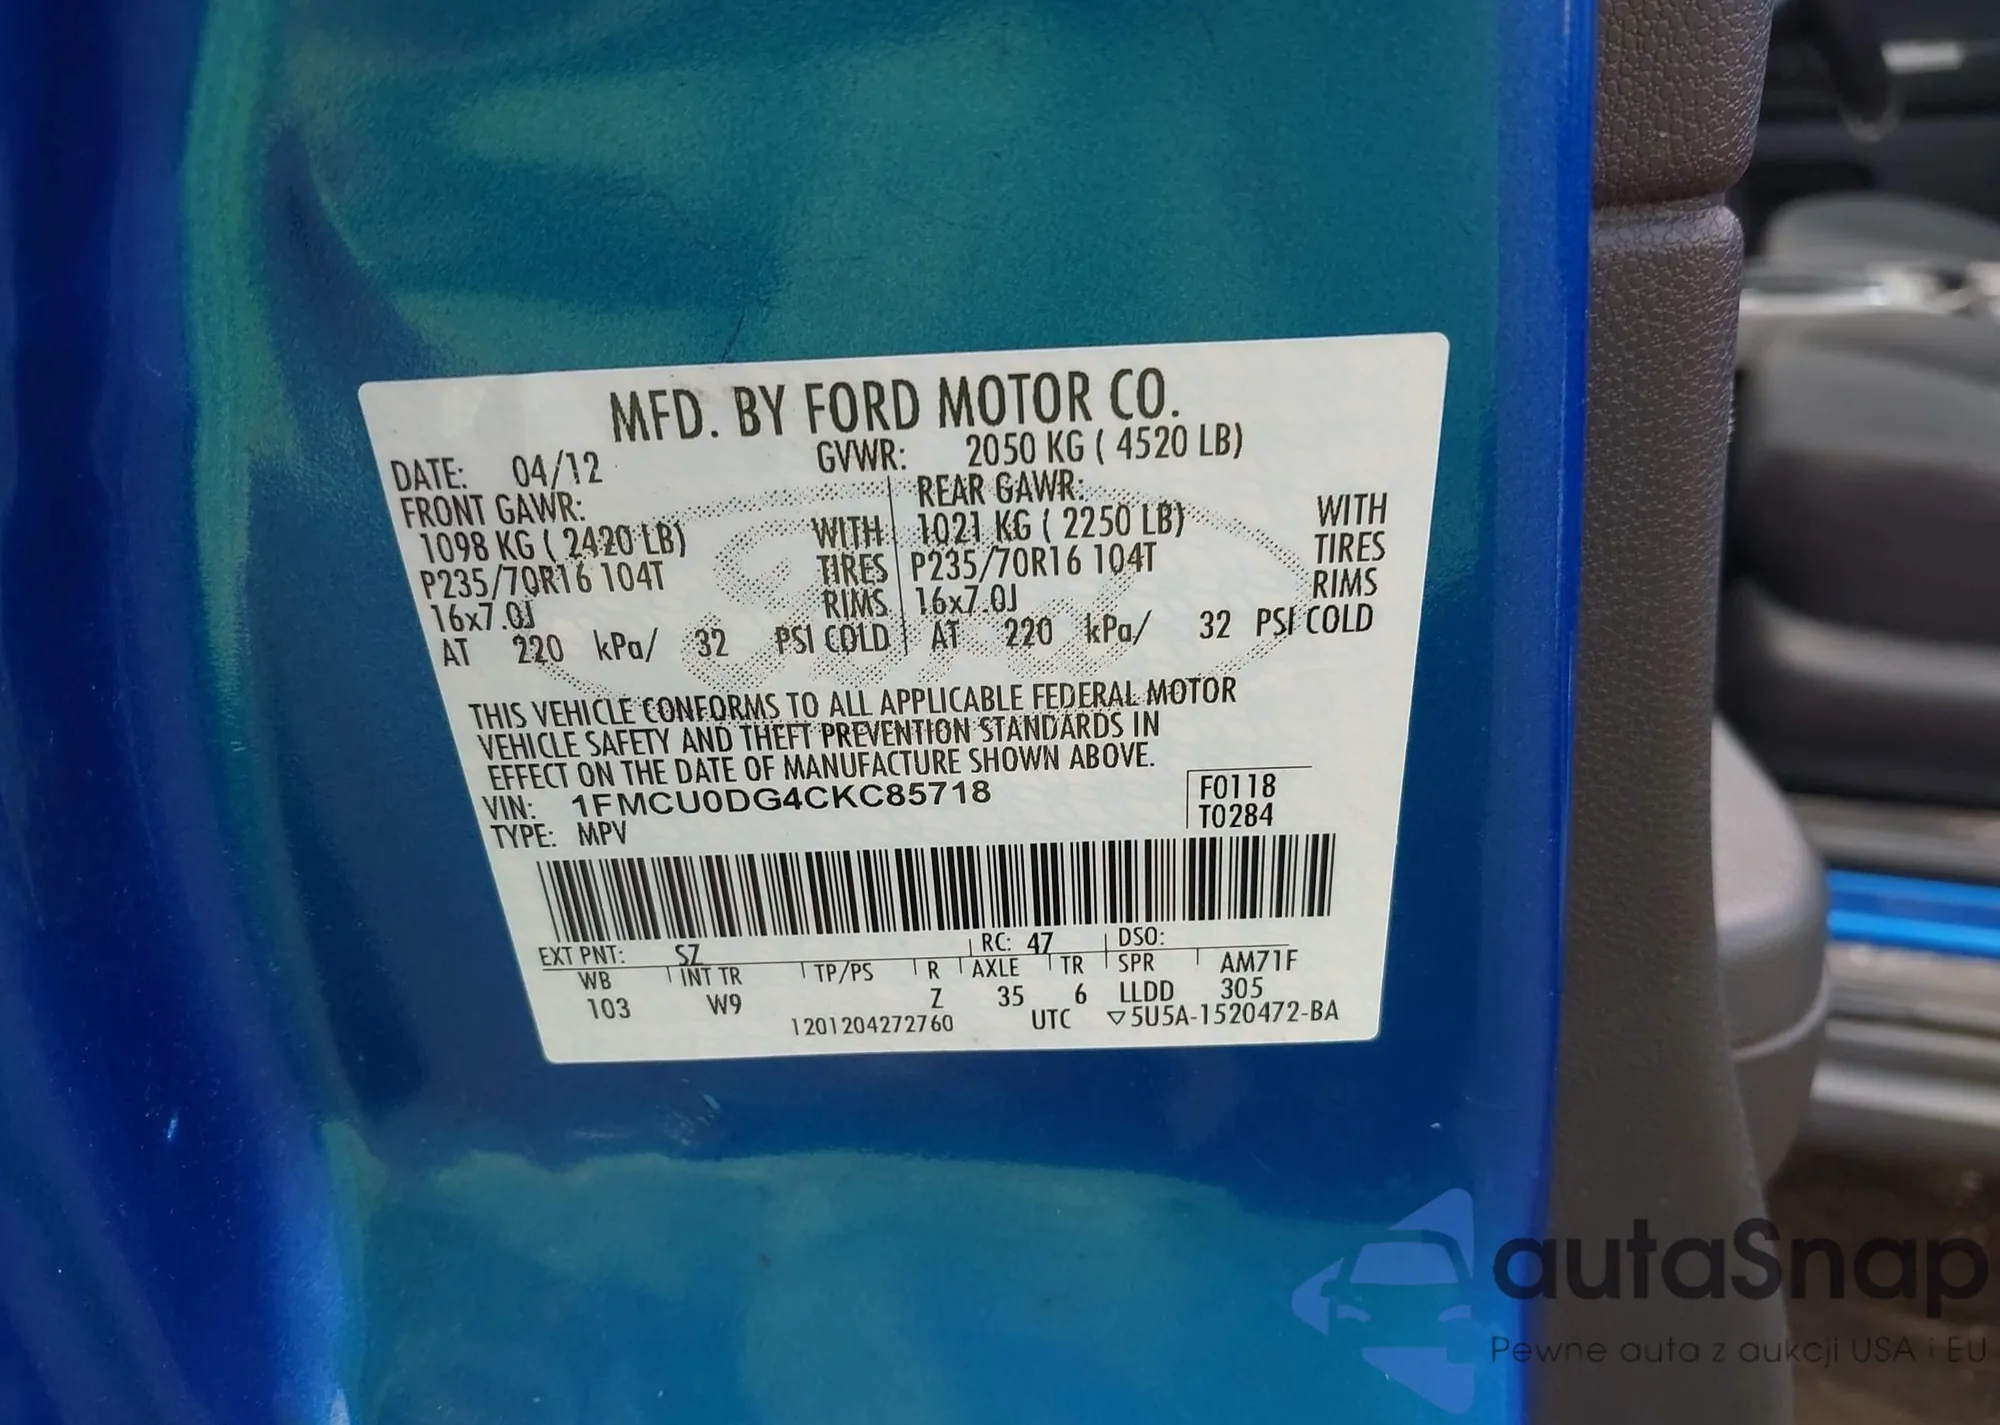 MFD. BY FORD MOTOR CO.
DATE: 04/12 GVWR: 2050 KG ( 4520 LB)
FRONT GAWR: REAR GAWR:
1098 KG ( 2420 LB) WITH 1021 KG ( 2250 LB) WITH
P235/70R16 104T TIRES P235/70R16 104T TIRES
16x7.0J RIMS 16x7.0J RIMS
AT 220 kPa/ 32 PSI COLD AT 220 kPa/ 32 PSI COLD
THIS VEHICLE CONFORMS TO ALL APPLICABLE FEDERAL MOTOR
VEHICLE SAFETY AND THEFT PREVENTION STANDARDS IN
EFFECT ON THE DATE OF MANUFACTURE SHOWN ABOVE.
VIN: 1FMCU0DG4CKC85718 F0118
TYPE: MPV T0284
EXT PNT: SZ RC: 47 DSO:
WB INT TR TP/PS R AXLE TR SPR AM71F
103 W9 Z 35 6 LLDD 305
1201204272760 UTC ▽5U5A-1520472-BA
autaSnap
Pewne auta z aukcji USA i EU